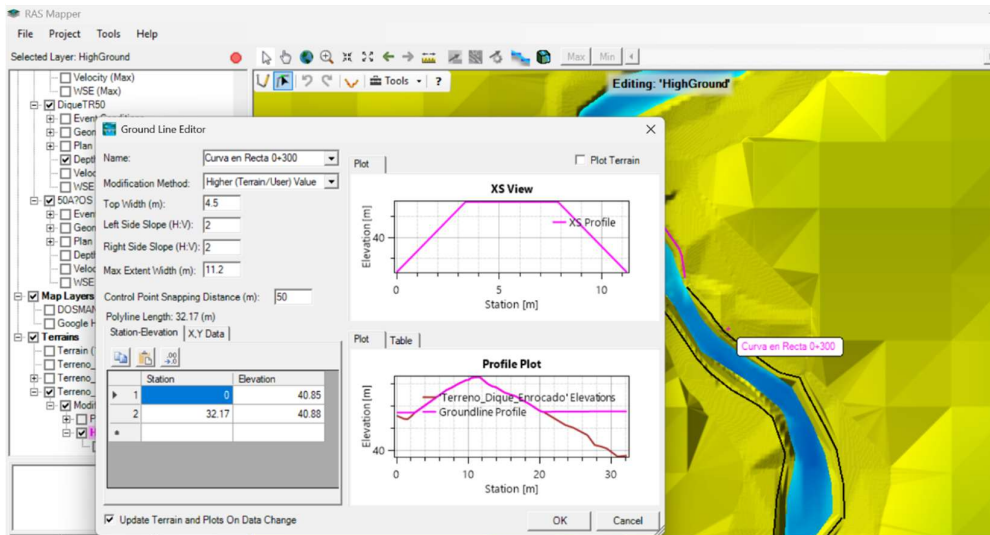 RAS Mapper
File Project Tools Help
Selected Layer: HighGround
Max Min
Velocity (Max)
WSE (Max)
DiqueTR50
Event Conditions
Geon
Plan
Dept
Veloc
WSE
50A?OS
Even
Geon
Plan
Dept
Veloc
WSE
Map Layers
DOSMAN
Google H
Terrains
Terrain (
Terreno_
Terreno_
Terreno_
Modif
P
H
Tools ?
Editing: 'HighGround'
Ground Line Editor
Name: Curva en Recta 0+300
Modification Method: Higher (Terrain/User) Value
Top Width (m): 4.5
Left Side Slope (H:V): 2
Right Side Slope (H:V): 2
Max Extent Width (m): 11.2
Control Point Snapping Distance (m): 50
Polyline Length: 32.17 (m)
Station-Elevation X,Y Data
.00
Station Elevation
1 0 40.85
2 32.17 40.88
Plot Plot Terrain
XS View
XS Profile
Elevation [m]
40
0 5 10
Station [m]
Plot Table
Profile Plot
'Terreno_Dique_Enrocado' Elevations
Groundline Profile
Elevation [m]
40
0 10 20 30
Station [m]
Update Terrain and Plots On Data Change
OK Cancel
Curva en Recta 0+300